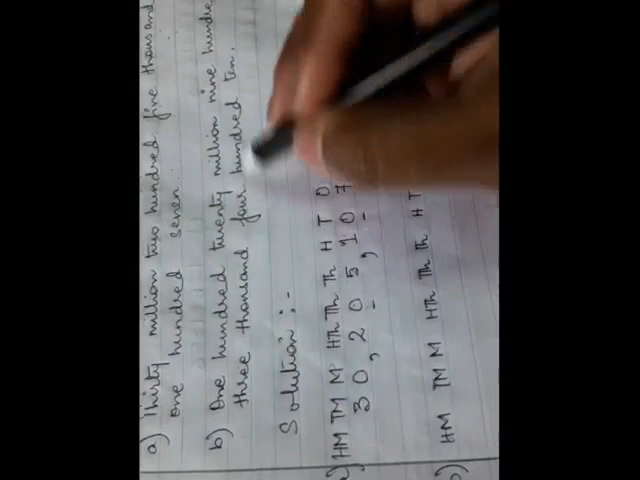 a) Thirty million two hundred five thousand
one hundred seven.
b) One hundred twenty million nine
three thousand four hundred ten.
Solution :-
a) HM TM M HTh TTh Th H T O
3 0 , 2 0 5 , 1 0 7
b) HM TM M HTh TTh Th H T